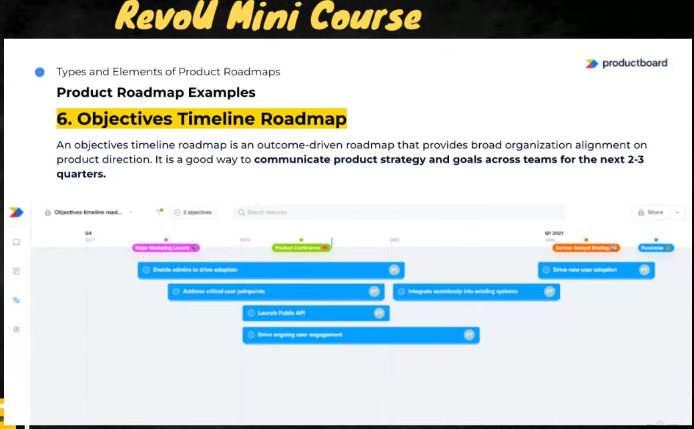 RevoU Mini Course
productboard
Types and Elements of Product Roadmaps
Product Roadmap Examples
6. Objectives Timeline Roadmap
An objectives timeline roadmap is an outcome-driven roadmap that provides broad organization alignment on
product direction. It is a good way to communicate product strategy and goals across teams for the next 2-3
quarters.
Objectives timeline road...
3 objectives
Search features
Share
Q4
OCT
NOV
DEC
Q1 2021
JAN
Major Marketing Launch
Product Conference
Gartner Analyst Briefing
Fundraise
Enable admins to drive adoption
Drive new user adoption
Address critical user painpoints
Integrate seamlessly into existing systems
Launch Public API
Drive ongoing user engagement